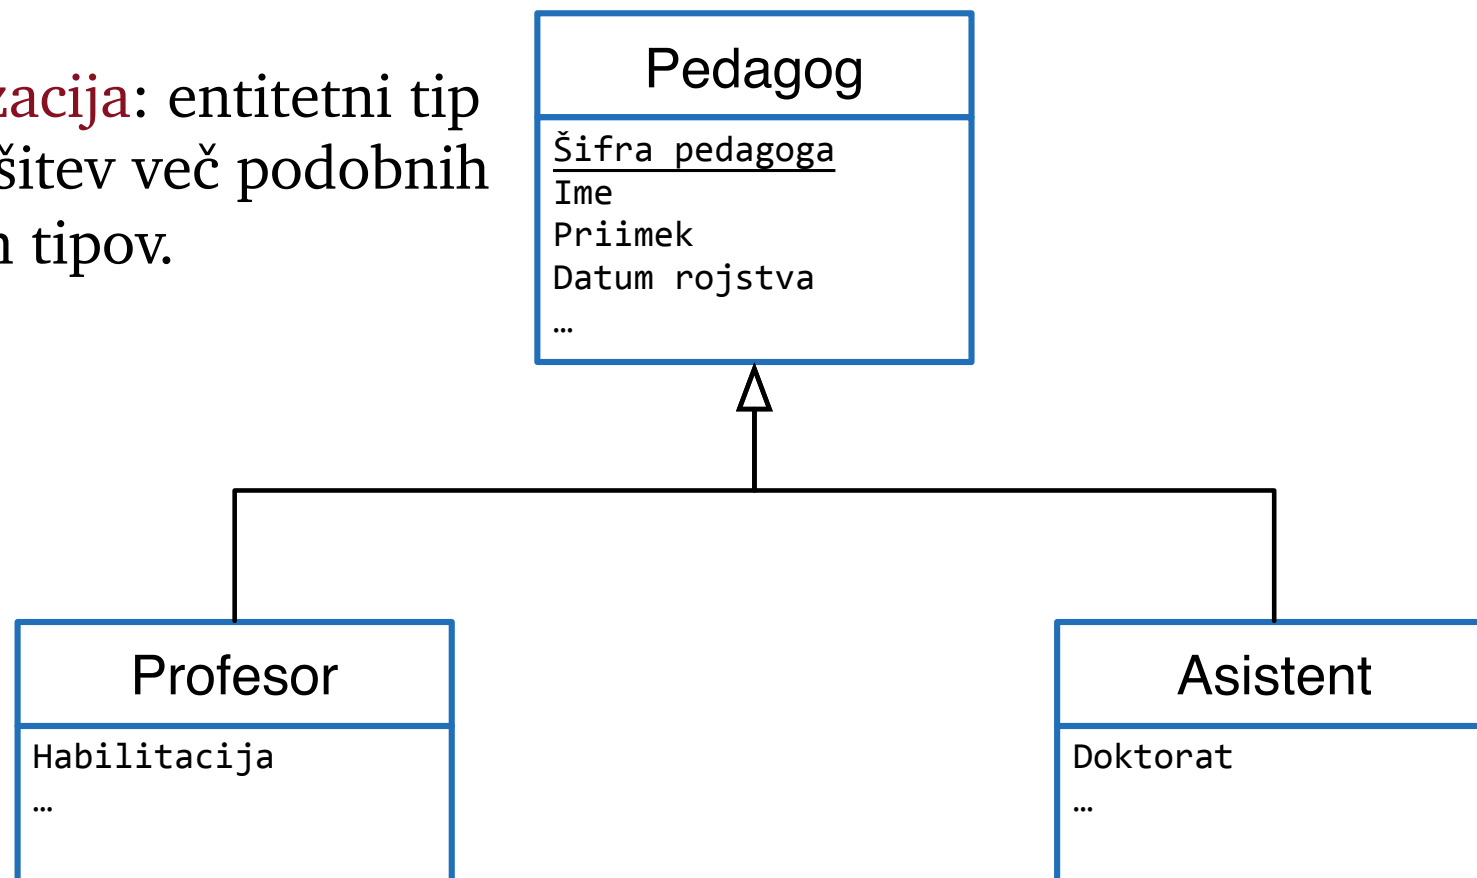 zacija: entitetni tip
šitev več podobnih
tipov.
Pedagog
Šifra pedagoga
Ime
Priimek
Datum rojstva
…
Profesor
Habilitacija
…
Asistent
Doktorat
…